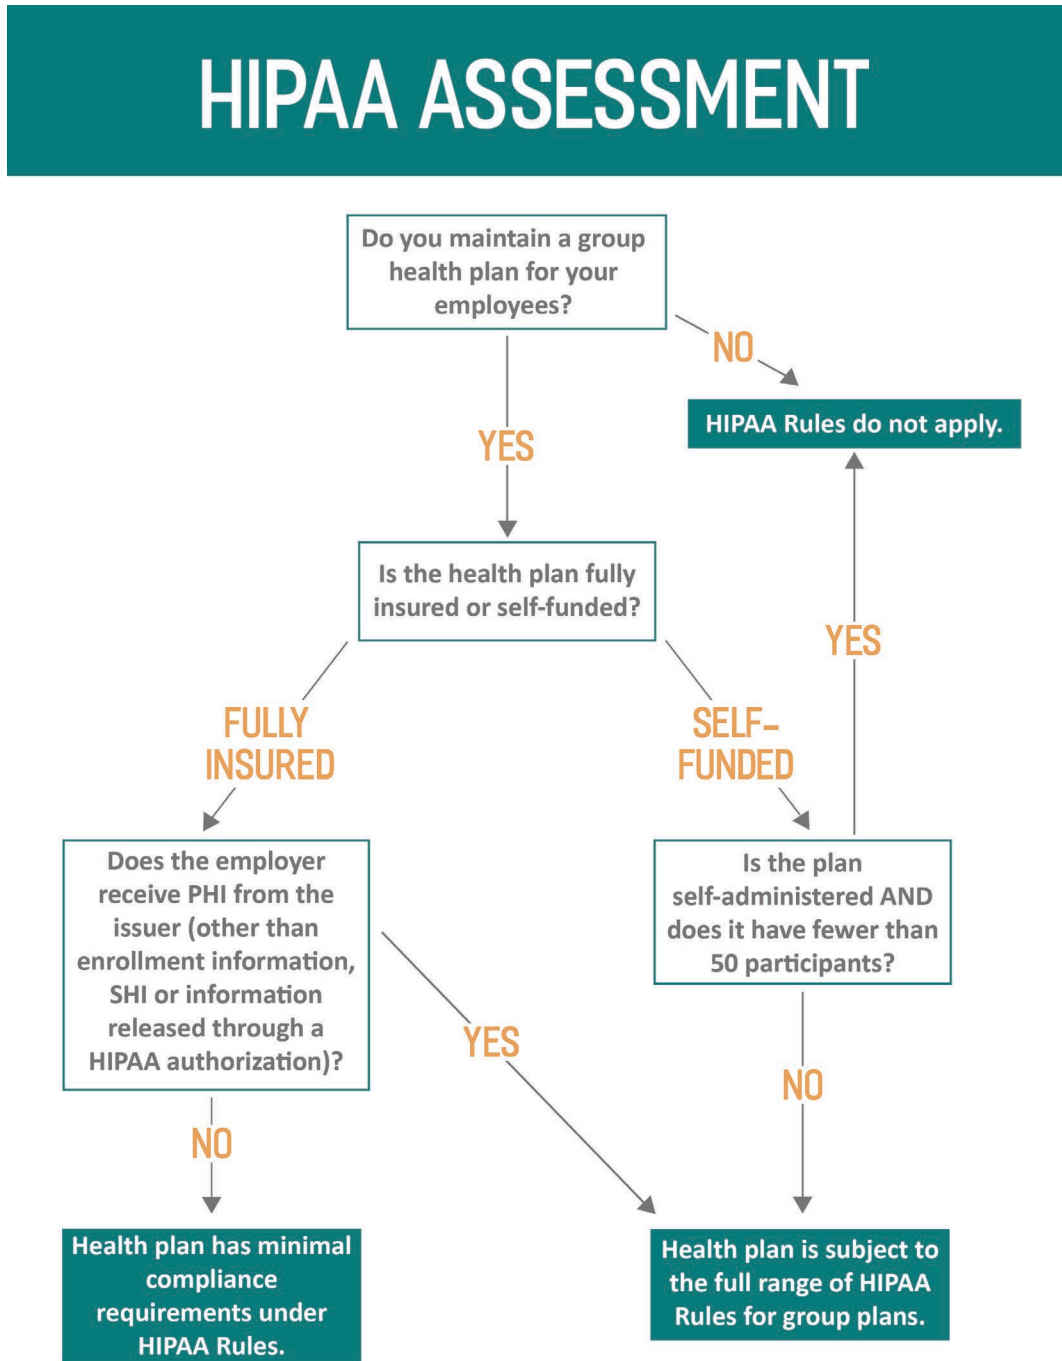 HIPAA ASSESSMENT
Do you maintain a group
health plan for your
employees?
NO
HIPAA Rules do not apply.
YES
Is the health plan fully
insured or self-funded?
YES
FULLY
INSURED
SELF-
FUNDED
Does the employer
receive PHI from the
issuer (other than
enrollment information,
SHI or information
released through a
HIPAA authorization)?
Is the plan
self-administered AND
does it have fewer than
50 participants?
YES
NO
NO
Health plan has minimal
compliance
requirements under
HIPAA Rules.
Health plan is subject to
the full range of HIPAA
Rules for group plans.